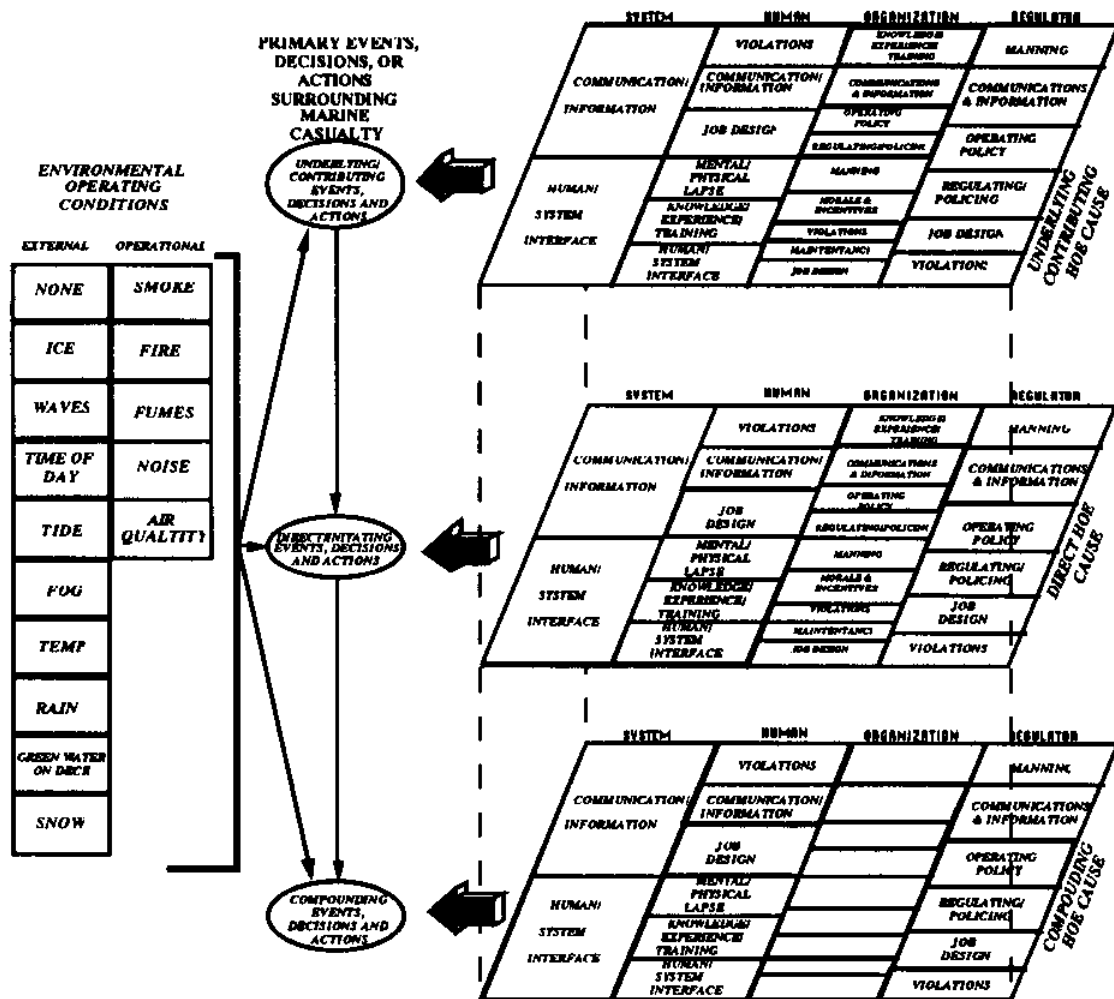 PRIMARY EVENTS,
DECISIONS, OR
ACTIONS
SURROUNDING
MARINE
CASUALTY
ENVIRONMENTAL
OPERATING
CONDITIONS
EXTERNAL
OPERATIONAL
NONE
SMOKE
ICE
FIRE
WAVES
FUMES
TIME OF
DAY
NOISE
TIDE
AIR
QUALTITY
FOG
TEMP
RAIN
GREEN WATER
SNOW
CONTRIBUTING
EVENTS,
DECISIONS AND
ACTIONS
EVENTS, DECISIONS
AND ACTIONS
COMPOUNDING
EVENTS,
DECISIONS AND
ACTIONS
SYSTEM
HUMAN
ORGANIZATION
REGULATOR
COMMUNICATION/
INFORMATION
HUMAN/
SYSTEM
INTERFACE
VIOLATIONS
COMMUNICATION/
INFORMATION
JOB DESIGN
MENTAL/
PHYSICAL
LAPSE
KNOWLEDGE/
EXPERIENCE/
TRAINING
HUMAN/
SYSTEM
INTERFACE
EXPERIENCE/
TRAINING
COMMUNICATIONS
& INFORMATION
OPERATING
POLICY
MANNING
MORALE &
INCENTIVES
VIOLATIONS
JOB DESIGN
MANNING
COMMUNICATIONS
& INFORMATION
OPERATING
POLICY
REGULATING/
POLICING
JOB DESIGN
UNDERLYING
CONTRIBUTING
HOE CAUSE
SYSTEM
HUMAN
ORGANIZATION
REGULATOR
COMMUNICATION/
INFORMATION
HUMAN/
SYSTEM
INTERFACE
VIOLATIONS
COMMUNICATION/
INFORMATION
JOB
DESIGN
MENTAL/
PHYSICAL
LAPSE
KNOWLEDGE/
EXPERIENCE/
TRAINING
HUMAN/
SYSTEM
INTERFACE
EXPERIENCE/
TRAINING
COMMUNICATIONS
OPERATING
POLICY
MANNING
MORALE &
INCENTIVES
VIOLATIONS
JOB DESIGN
MANNING
COMMUNICATIONS
& INFORMATION
OPERATING
POLICY
REGULATING/
POLICING
JOB
DESIGN
VIOLATIONS
DIRECT HOE
CAUSE
SYSTEM
HUMAN
ORGANIZATION
REGULATOR
COMMUNICATION/
INFORMATION
HUMAN/
SYSTEM
INTERFACE
VIOLATIONS
COMMUNICATION/
INFORMATION
JOB
DESIGN
MENTAL/
PHYSICAL
LAPSE
KNOWLEDGE/
EXPERIENCE/
TRAINING
HUMAN/
SYSTEM
INTERFACE
MANNING
COMMUNICATIONS
& INFORMATION
OPERATING
POLICY
REGULATING/
POLICING
JOB
DESIGN
VIOLATIONS
COMPOUDING
HOE CAUSE